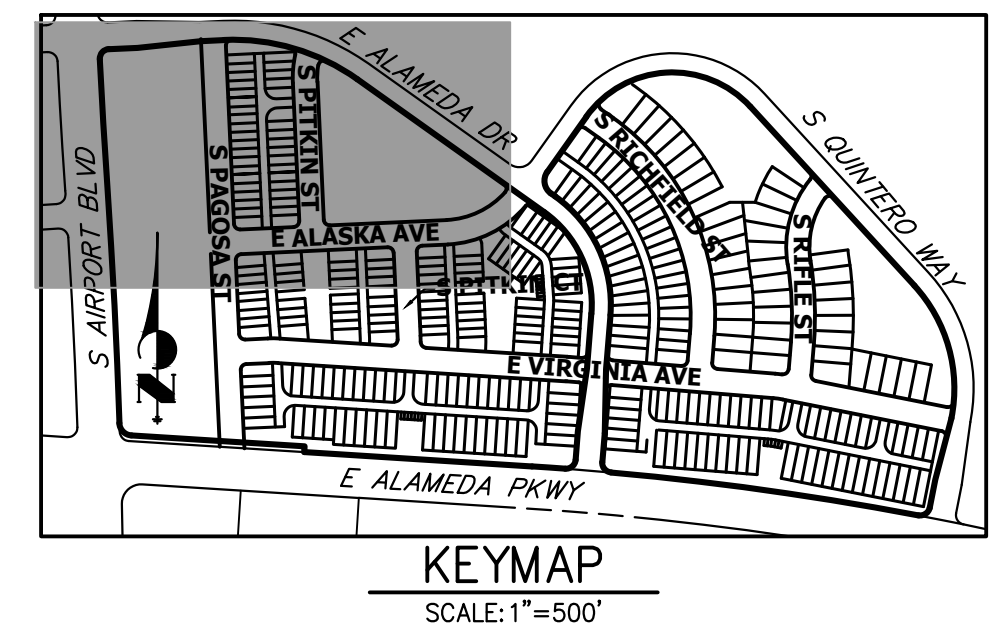 E ALAMEDA DR
S QUINTERO WAY
S PITKIN ST
S RICHFIELD ST
S AIRPORT BLVD
S PAGOSA ST
E ALASKA AVE
S RIFLE ST
S PITKIN CT
N
E VIRGINIA AVE
E ALAMEDA PKWY
KEYMAP
SCALE: 1"=500'